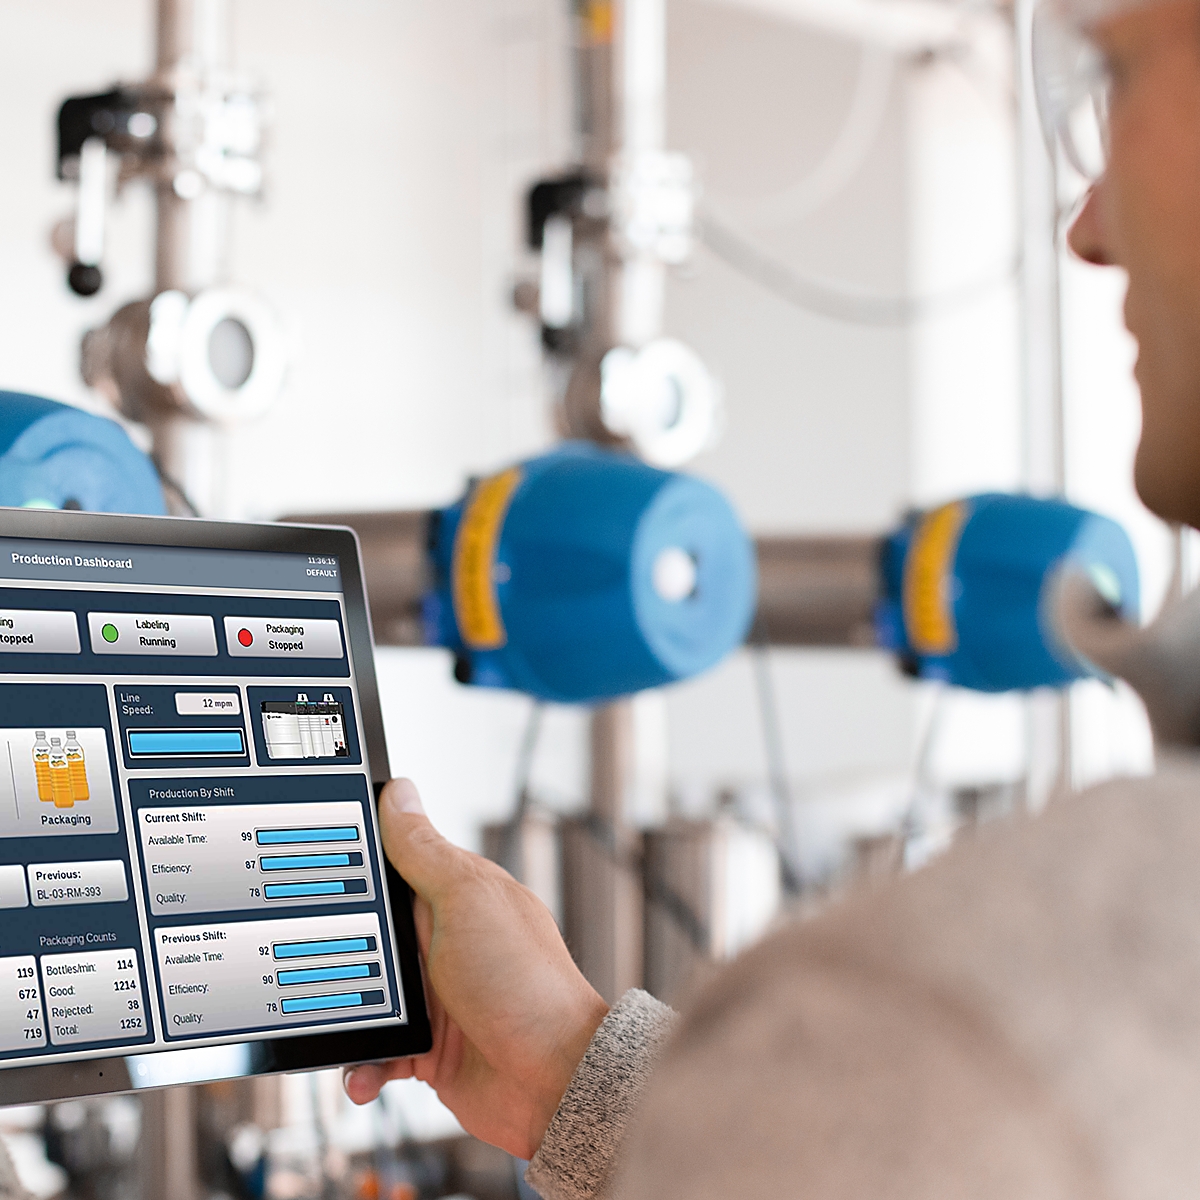 Production Dashboard
11:36:15
DEFAULT
ing
topped
Labeling
Running
Packaging
Stopped
Line
Speed:
12 mpm
Packaging
Production By Shift
Current Shift:
Available Time: 99
Efficiency: 87
Quality: 78
Previous:
BL-03-RM-393
Previous Shift:
Available Time: 92
Efficiency: 90
Quality: 78
Packaging Counts
119
672
47
719
Bottles/min: 114
Good: 1214
Rejected: 38
Total: 1252